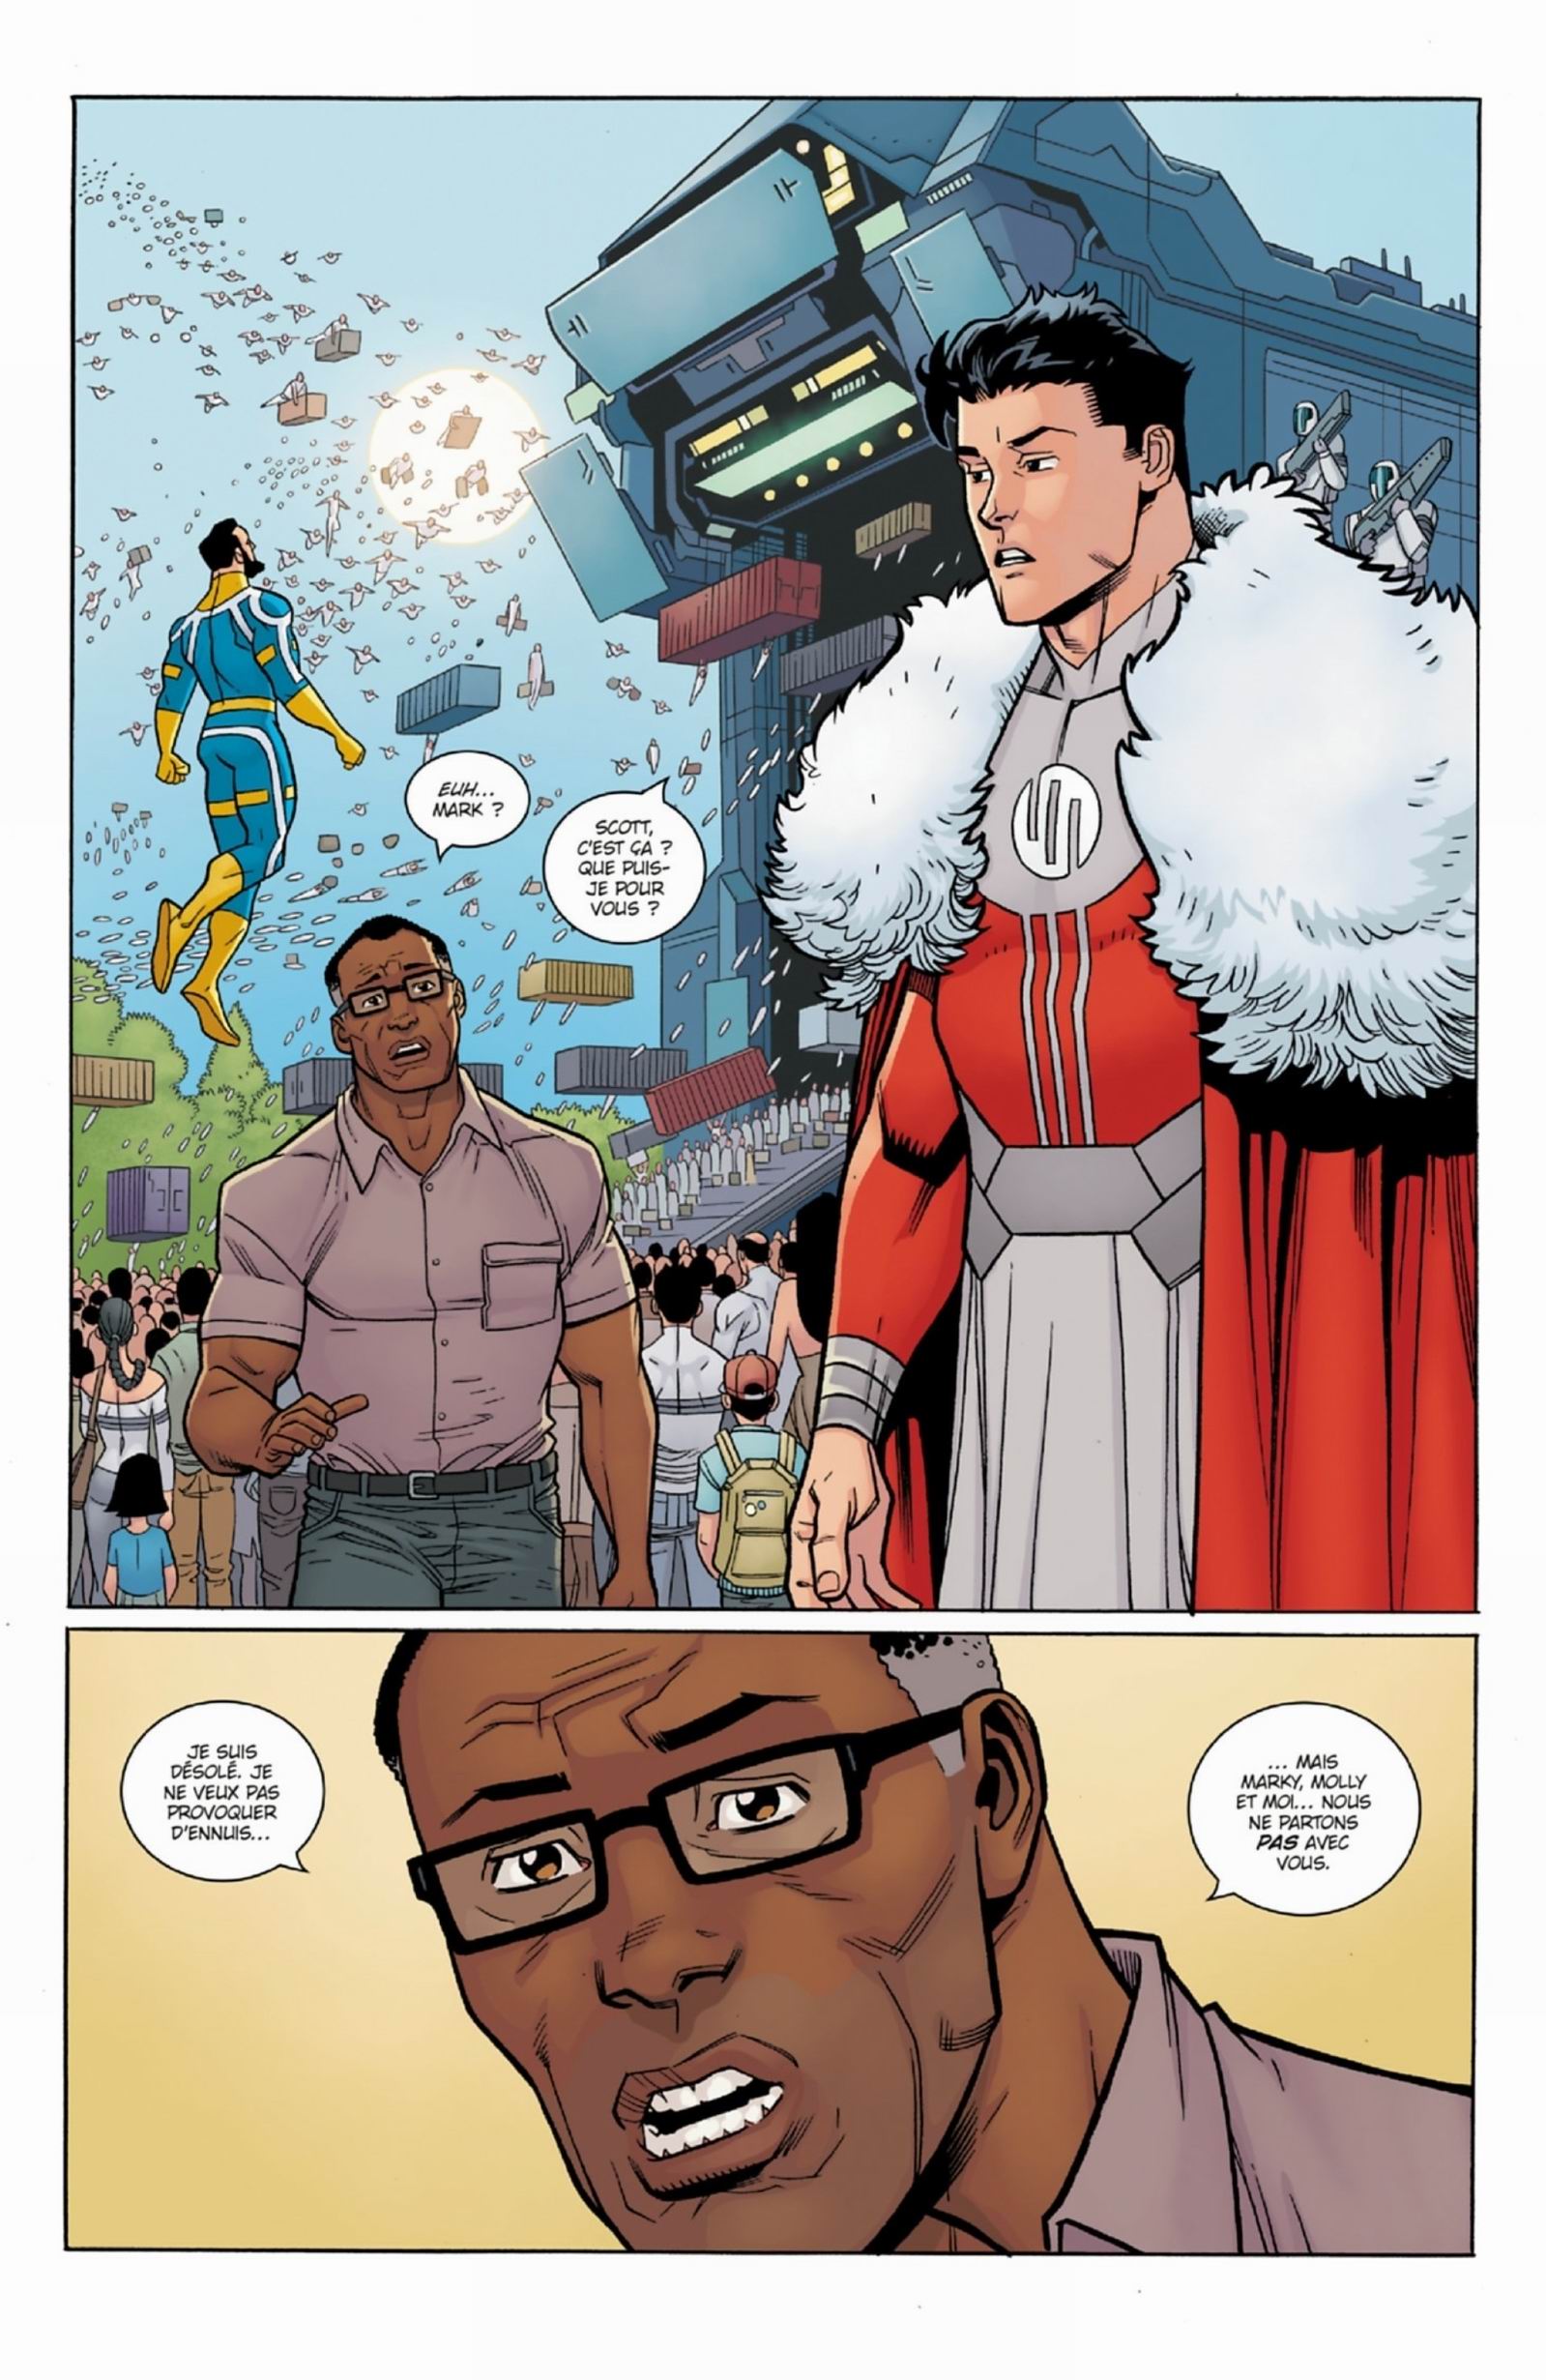 EUH...
MARK ?
SCOTT,
C'EST ÇA ?
QUE PUIS-
JE POUR
VOUS ?
JE SUIS
DÉSOLÉ. JE
NE VEUX PAS
PROVOQUER
D'ENNUIS...
... MAIS
MARKY, MOLLY
ET MOI... NOUS
NE PARTONS
PAS AVEC
VOUS.